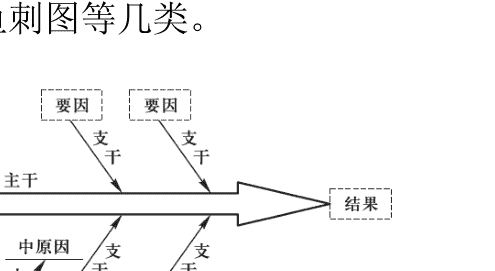 刺图等几类。
要因 要因
支 支
干 干
主干
结果
中原因 支 支
干 干